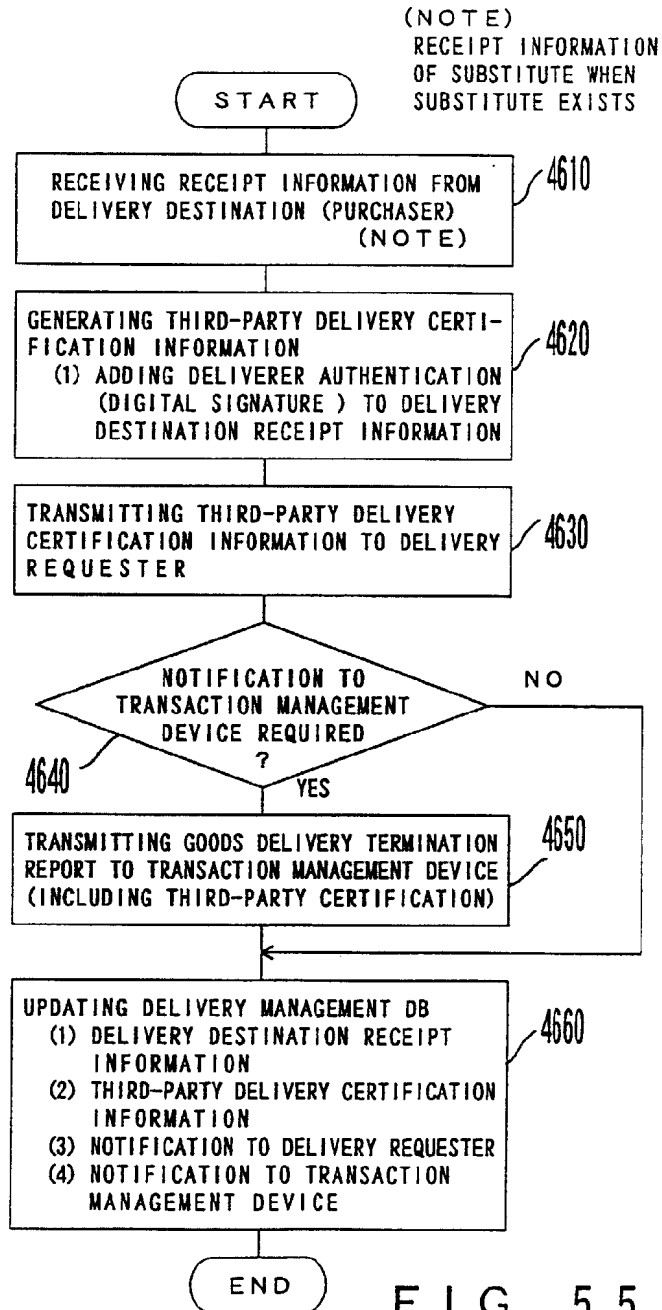 (NOTE)
RECEIPT INFORMATION
OF SUBSTITUTE WHEN
SUBSTITUTE EXISTS
START
RECEIVING RECEIPT INFORMATION FROM
DELIVERY DESTINATION (PURCHASER)
(NOTE)
4610
GENERATING THIRD-PARTY DELIVERY CERTI-
FICATION INFORMATION
(1) ADDING DELIVERER AUTHENTICATION
(DIGITAL SIGNATURE ) TO DELIVERY
DESTINATION RECEIPT INFORMATION
4620
TRANSMITTING THIRD-PARTY DELIVERY
CERTIFICATION INFORMATION TO DELIVERY
REQUESTER
4630
NOTIFICATION TO
TRANSACTION MANAGEMENT
DEVICE REQUIRED
?
NO
4640
YES
TRANSMITTING GOODS DELIVERY TERMINATION
REPORT TO TRANSACTION MANAGEMENT DEVICE
(INCLUDING THIRD-PARTY CERTIFICATION)
4650
UPDATING DELIVERY MANAGEMENT DB
(1) DELIVERY DESTINATION RECEIPT
INFORMATION
(2) THIRD-PARTY DELIVERY CERTIFICATION
INFORMATION
(3) NOTIFICATION TO DELIVERY REQUESTER
(4) NOTIFICATION TO TRANSACTION
MANAGEMENT DEVICE
4660
END
FIG. 55